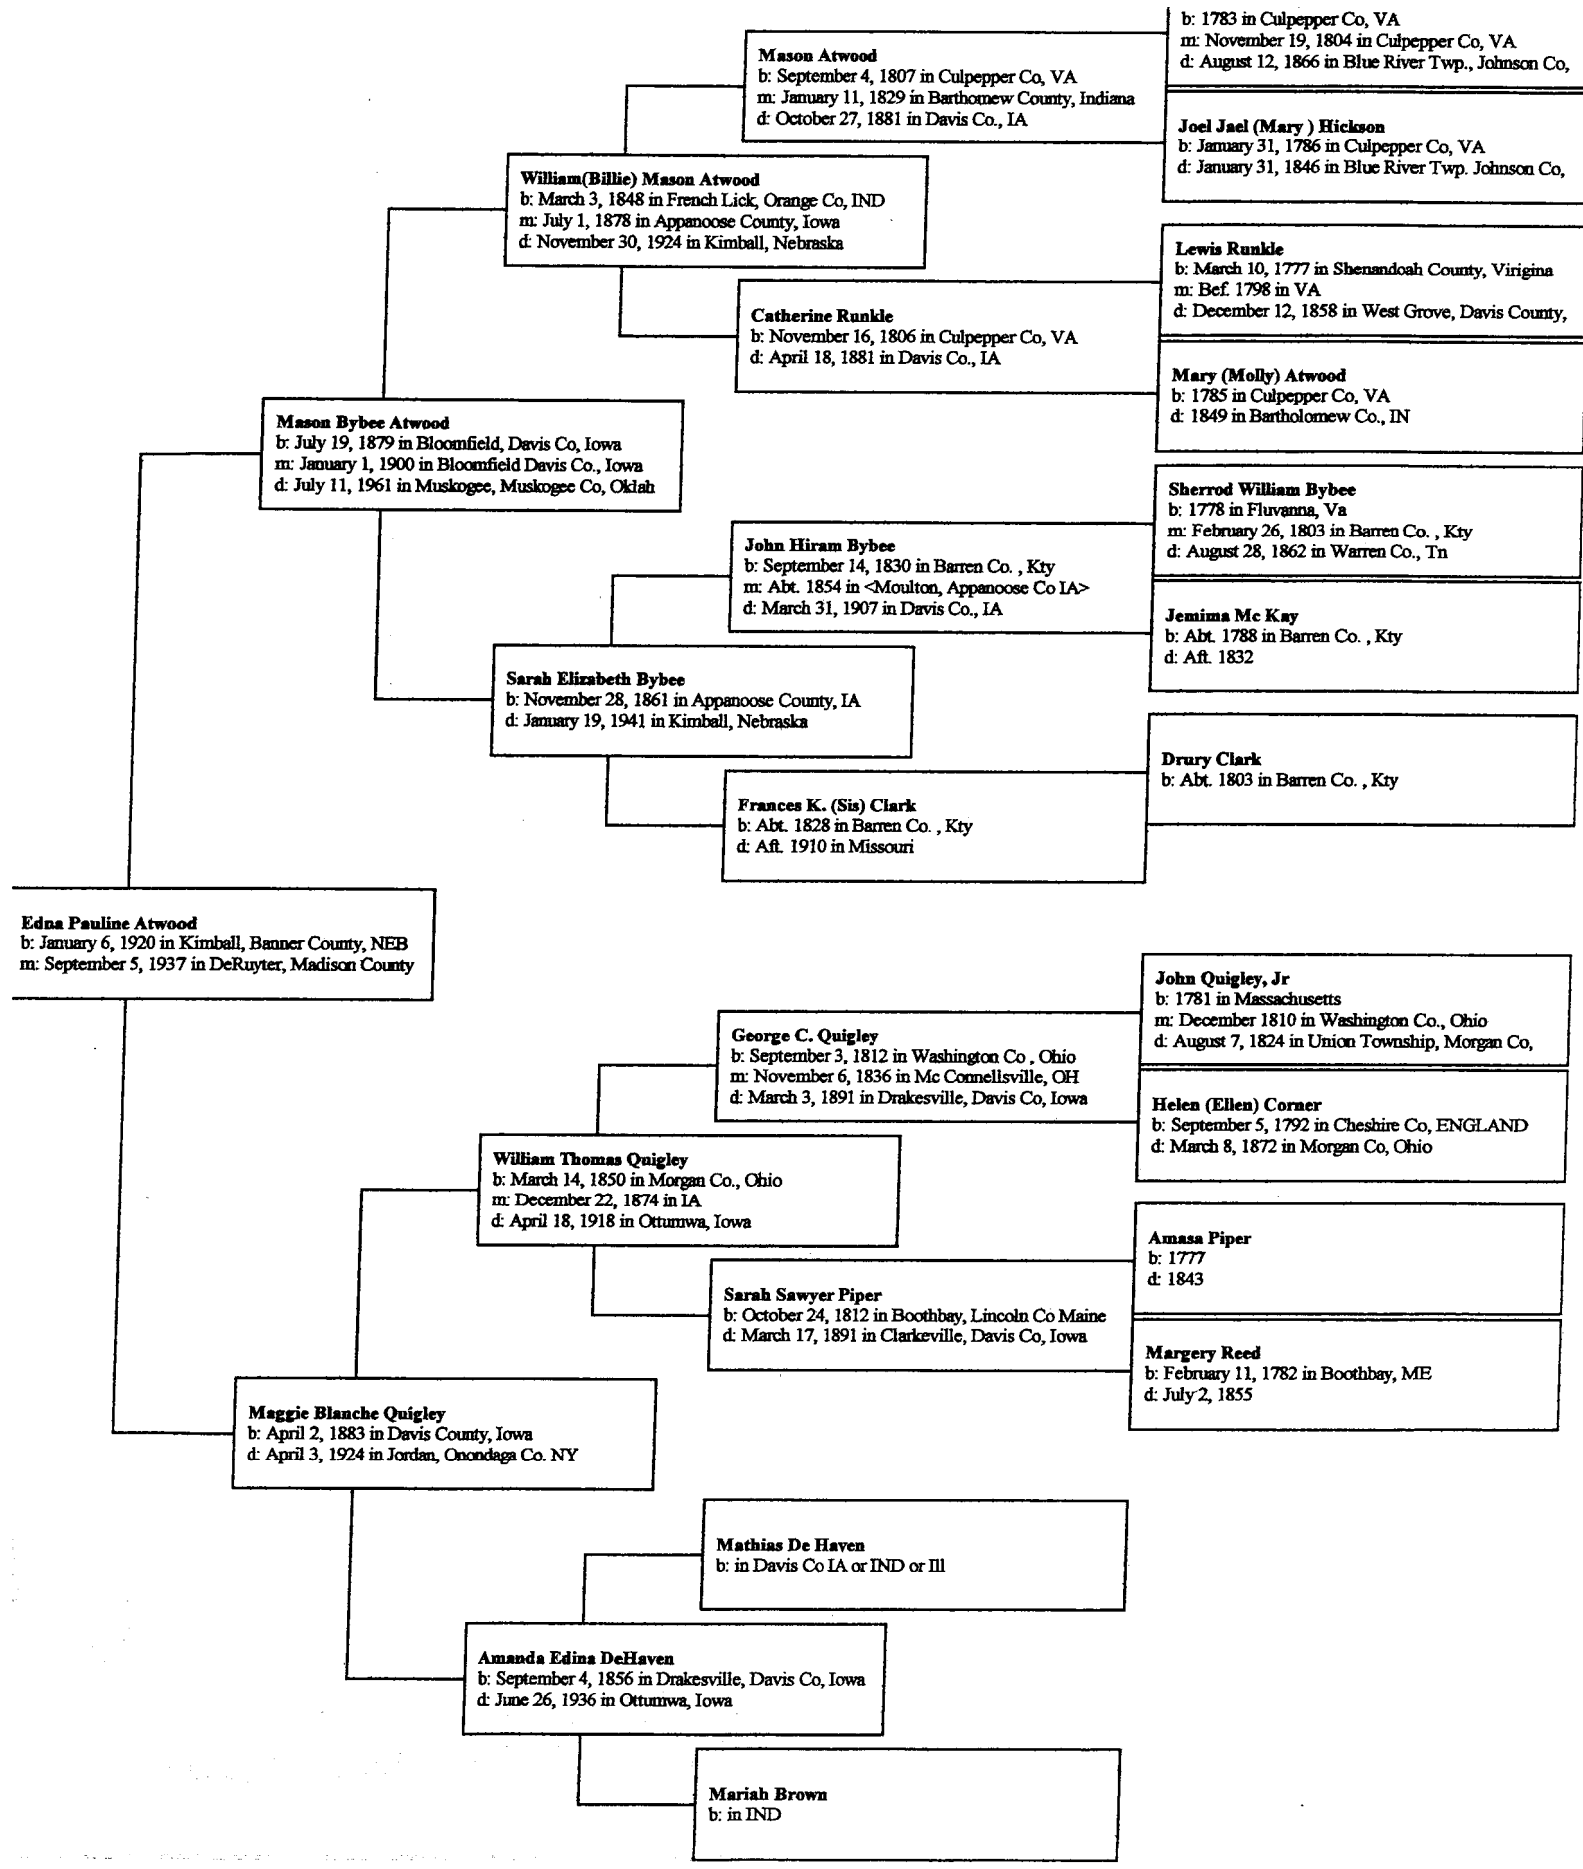 b: 1783 in Culpepper Co, VA
m: November 19, 1804 in Culpepper Co, VA
d: August 12, 1866 in Blue River Twp., Johnson Co,
Mason Atwood
b: September 4, 1807 in Culpepper Co, VA
m: January 11, 1829 in Barthomew County, Indiana
d: October 27, 1881 in Davis Co., IA
Joel Jael (Mary ) Hickson
b: January 31, 1786 in Culpepper Co, VA
d: January 31, 1846 in Blue River Twp. Johnson Co,
William(Billie) Mason Atwood
b: March 3, 1848 in French Lick, Orange Co, IND
m: July 1, 1878 in Appanoose County, Iowa
d: November 30, 1924 in Kimball, Nebraska
Lewis Runkle
b: March 10, 1777 in Shenandoah County, Virigina
m: Bef. 1798 in VA
d: December 12, 1858 in West Grove, Davis County,
Catherine Runkle
b: November 16, 1806 in Culpepper Co, VA
d: April 18, 1881 in Davis Co., IA
Mary (Molly) Atwood
b: 1785 in Culpepper Co, VA
d: 1849 in Bartholomew Co., IN
Mason Bybee Atwood
b: July 19, 1879 in Bloomfield, Davis Co, Iowa
m: January 1, 1900 in Bloomfield Davis Co., Iowa
d: July 11, 1961 in Muskogee, Muskogee Co, Oklah
Sherrod William Bybee
b: 1778 in Fluvanna, Va
m: February 26, 1803 in Barren Co. , Kty
d: August 28, 1862 in Warren Co., Tn
John Hiram Bybee
b: September 14, 1830 in Barren Co. , Kty
m: Abt. 1854 in <Moulton, Appanoose Co IA>
d: March 31, 1907 in Davis Co., IA
Jemima Mc Kay
b: Abt. 1788 in Barren Co. , Kty
d: Aft. 1832
Sarah Elizabeth Bybee
b: November 28, 1861 in Appanoose County, IA
d: January 19, 1941 in Kimball, Nebraska
Drury Clark
b: Abt. 1803 in Barren Co. , Kty
Frances K. (Sis) Clark
b: Abt. 1828 in Barren Co. , Kty
d: Aft. 1910 in Missouri
Edna Pauline Atwood
b: January 6, 1920 in Kimball, Banner County, NEB
m: September 5, 1937 in DeRuyter, Madison County
John Quigley, Jr
b: 1781 in Massachusetts
m: December 1810 in Washington Co., Ohio
d: August 7, 1824 in Union Township, Morgan Co,
George C. Quigley
b: September 3, 1812 in Washington Co , Ohio
m: November 6, 1836 in Mc Connellsville, OH
d: March 3, 1891 in Drakesville, Davis Co, Iowa
Helen (Ellen) Corner
b: September 5, 1792 in Cheshire Co, ENGLAND
d: March 8, 1872 in Morgan Co, Ohio
William Thomas Quigley
b: March 14, 1850 in Morgan Co., Ohio
m: December 22, 1874 in IA
d: April 18, 1918 in Ottumwa, Iowa
Amasa Piper
b: 1777
d: 1843
Sarah Sawyer Piper
b: October 24, 1812 in Boothbay, Lincoln Co Maine
d: March 17, 1891 in Clarkeville, Davis Co, Iowa
Margery Reed
b: February 11, 1782 in Boothbay, ME
d: July 2, 1855
Maggie Blanche Quigley
b: April 2, 1883 in Davis County, Iowa
d: April 3, 1924 in Jordan, Onondaga Co. NY
Mathias De Haven
b: in Davis Co IA or IND or Ill
Amanda Edina DeHaven
b: September 4, 1856 in Drakesville, Davis Co, Iowa
d: June 26, 1936 in Ottumwa, Iowa
Mariah Brown
b: in IND